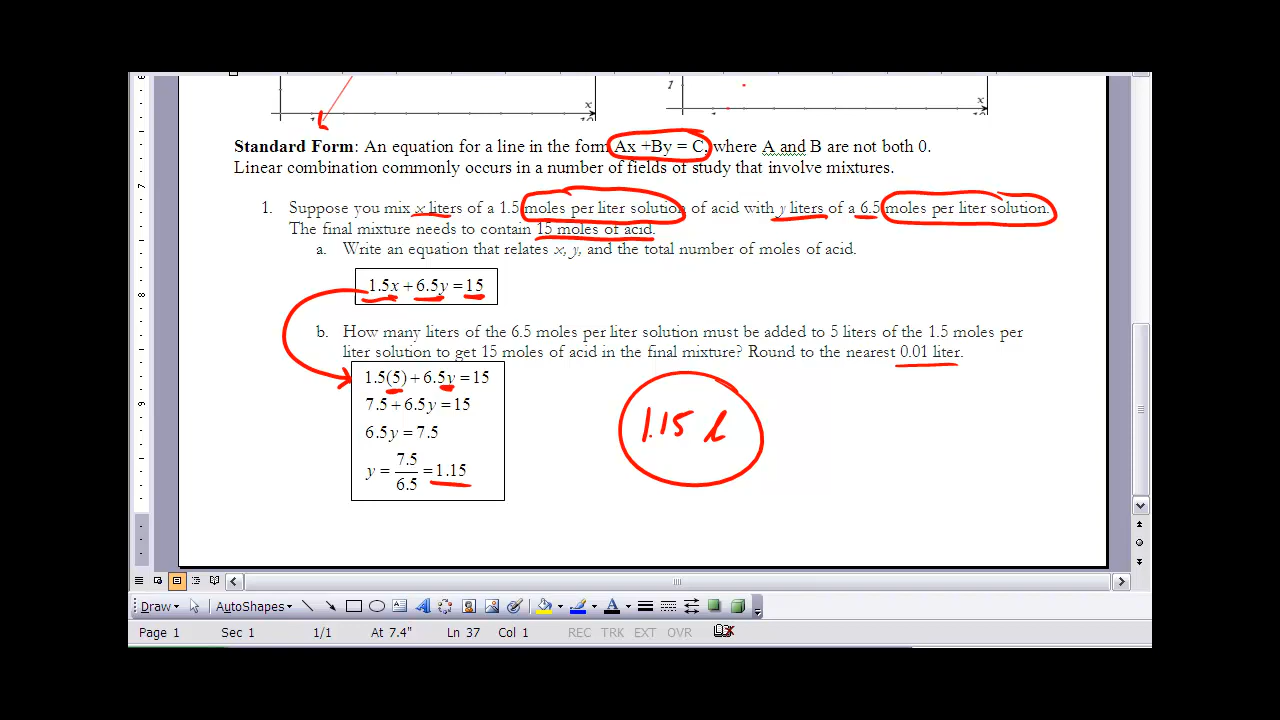 1
x
x
1
1
10
10
Standard Form: An equation for a line in the form Ax +By = C, where A and B are not both 0.
Linear combination commonly occurs in a number of fields of study that involve mixtures.
1. Suppose you mix x liters of a 1.5 moles per liter solution of acid with y liters of a 6.5 moles per liter solution.
The final mixture needs to contain 15 moles of acid.
a. Write an equation that relates x, y, and the total number of moles of acid.
1.5x + 6.5y = 15
b. How many liters of the 6.5 moles per liter solution must be added to 5 liters of the 1.5 moles per
liter solution to get 15 moles of acid in the final mixture? Round to the nearest 0.01 liter.
1.5(5) + 6.5y = 15
7.5 + 6.5y = 15
6.5y = 7.5
y = 7.5/6.5 = 1.15
1.15 L
7
8
9
Draw AutoShapes
Page 1 Sec 1 1/1 At 7.4" Ln 37 Col 1 REC TRK EXT OVR